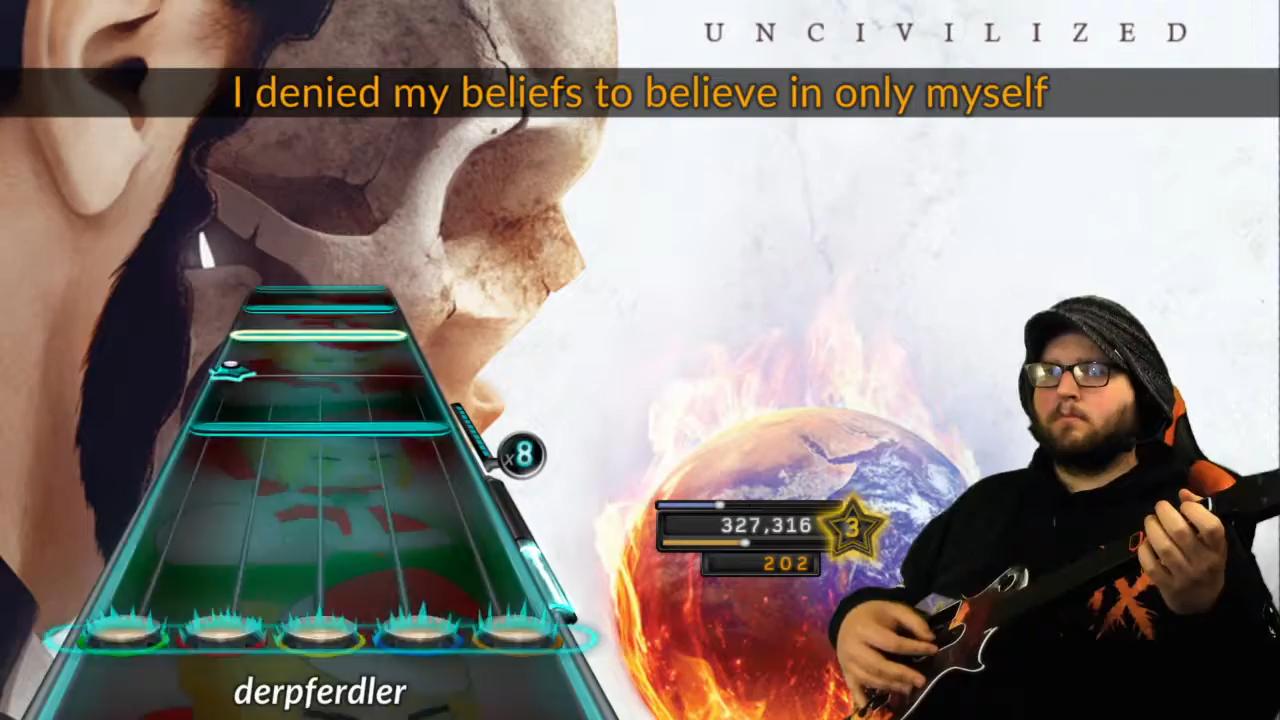 UNCIVILIZED
I denied my beliefs to believe in only myself
x8
327,316
3
202
derpferdler